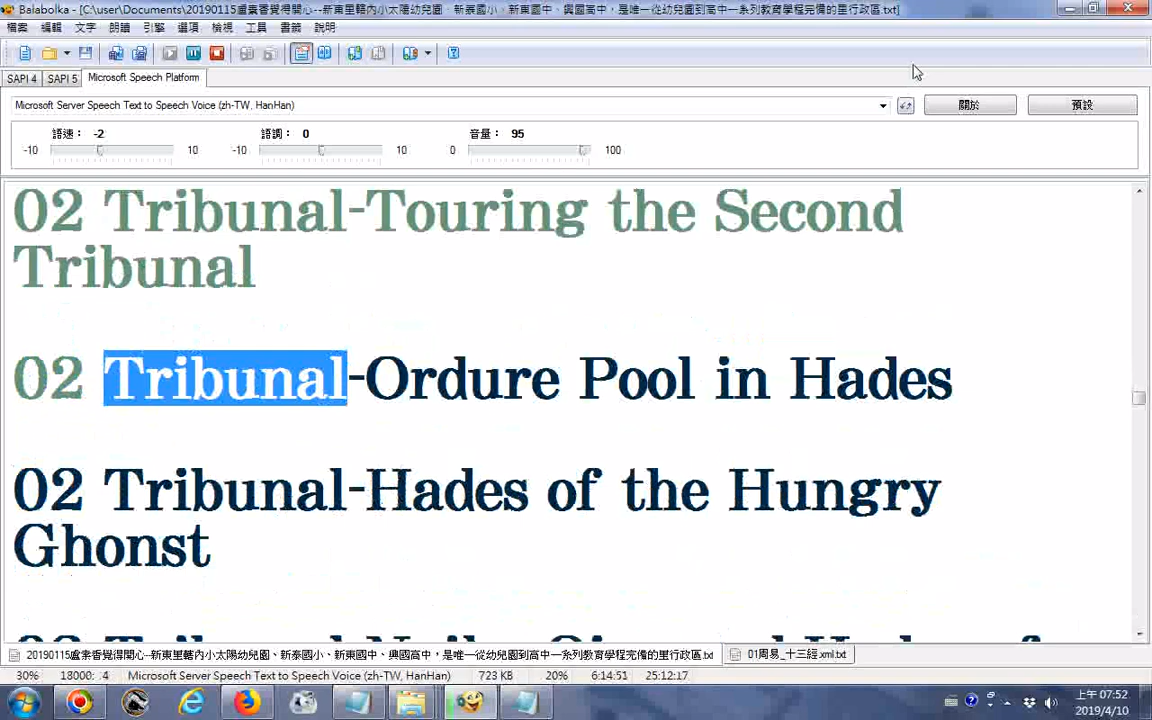 Balabolka - [C:\user\Documents\20190115盧索香覺得開心--新東里轄內小太陽幼兒園、新泰國小、新東國中、興國高中，是唯一從幼兒園到高中一系列教育學程完備的里行政區.txt]
檔案 編輯 文字 朗讀 引擎 選項 檢視 工具 書籤 說明
SAPI 4 SAPI 5 Microsoft Speech Platform
Microsoft Server Speech Text to Speech Voice (zh-TW, HanHan) 關於 預設
語速： -2 語調： 0 音量： 95
-10 10 -10 10 0 100
02 Tribunal-Touring the Second
Tribunal
02 Tribunal-Ordure Pool in Hades
02 Tribunal-Hades of the Hungry
Ghonst
20190115盧索香覺得開心--新東里轄內小太陽幼兒園、新泰國小、新東國中、興國高中，是唯一從幼兒園到高中一系列教育學程完備的里行政區.txt 01周易_十三經.xml.txt
30% 18000: 4 Microsoft Server Speech Text to Speech Voice (zh-TW, HanHan) 723 KB 20% 6:14:51 25:12:17
上午 07:52
2019/4/10